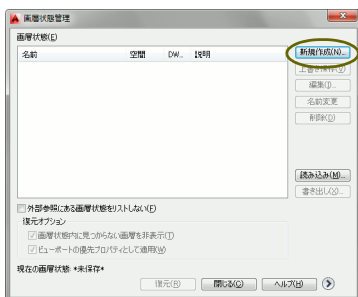 画層状態管理
画層状態(E)
名前 空間 DW... 説明
新規作成(N)...
上書き保存(V)
編集(I)...
名前変更
削除(D)
読み込み(M)...
書き出し(X)...
外部参照にある画層状態をリストしない(F)
復元オプション
画層状態内に見つからない画層を非表示(T)
ビューポートの優先プロパティとして適用(W)
現在の画層状態: *未保存*
復元(R) 閉じる(C) ヘルプ(H)